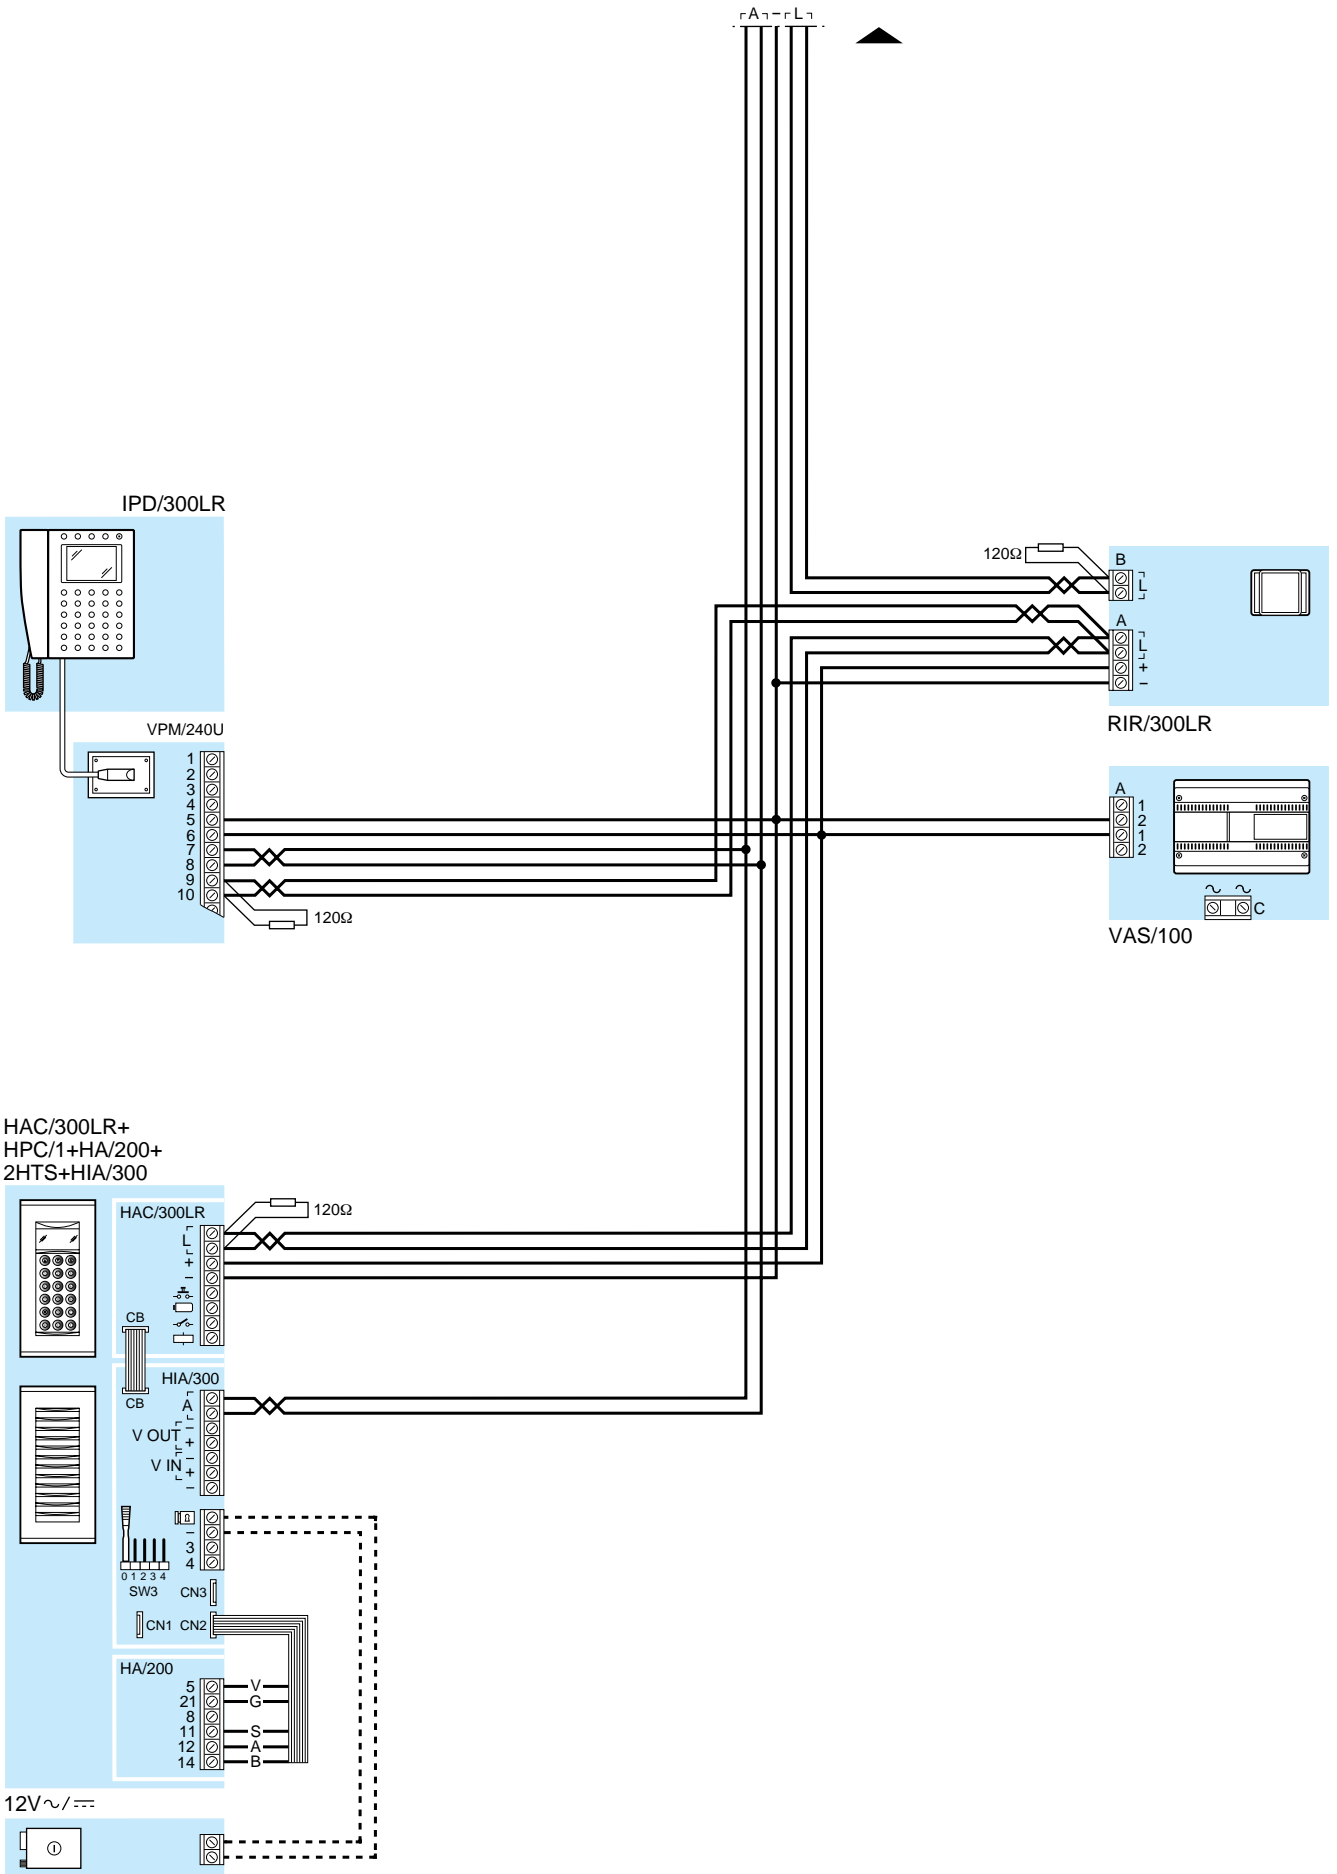 A – L
IPD/300LR
120Ω
B
L
A
L
+
–
RIR/300LR
VPM/240U
1
2
3
4
5
6
7
8
9
10
120Ω
A
1
2
1
2
C
VAS/100
HAC/300LR+
HPC/1+HA/200+
2HTS+HIA/300
HAC/300LR
120Ω
L
+
–
CB
CB
HIA/300
A
–
V OUT
+
–
V IN
+
–
–
3
4
0 1 2 3 4
SW3
CN3
CN1 CN2
HA/200
5 V
21 G
8
11 S
12 A
14 B
12V ~/⎓